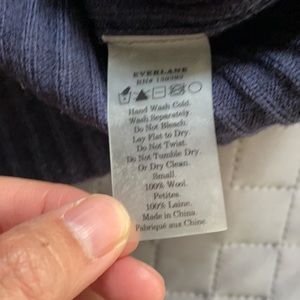 EVERLANE
Hand Wash Cold.
Wash Separately.
Do Not Bleach.
Lay Flat to Dry
Do Not Twist.
Do Not Tumble Dry.
Or Dry Clean.
Small.
100% Wool.
Petites.
100% Laine.
Made in China.
Fabriqué aux Chine.